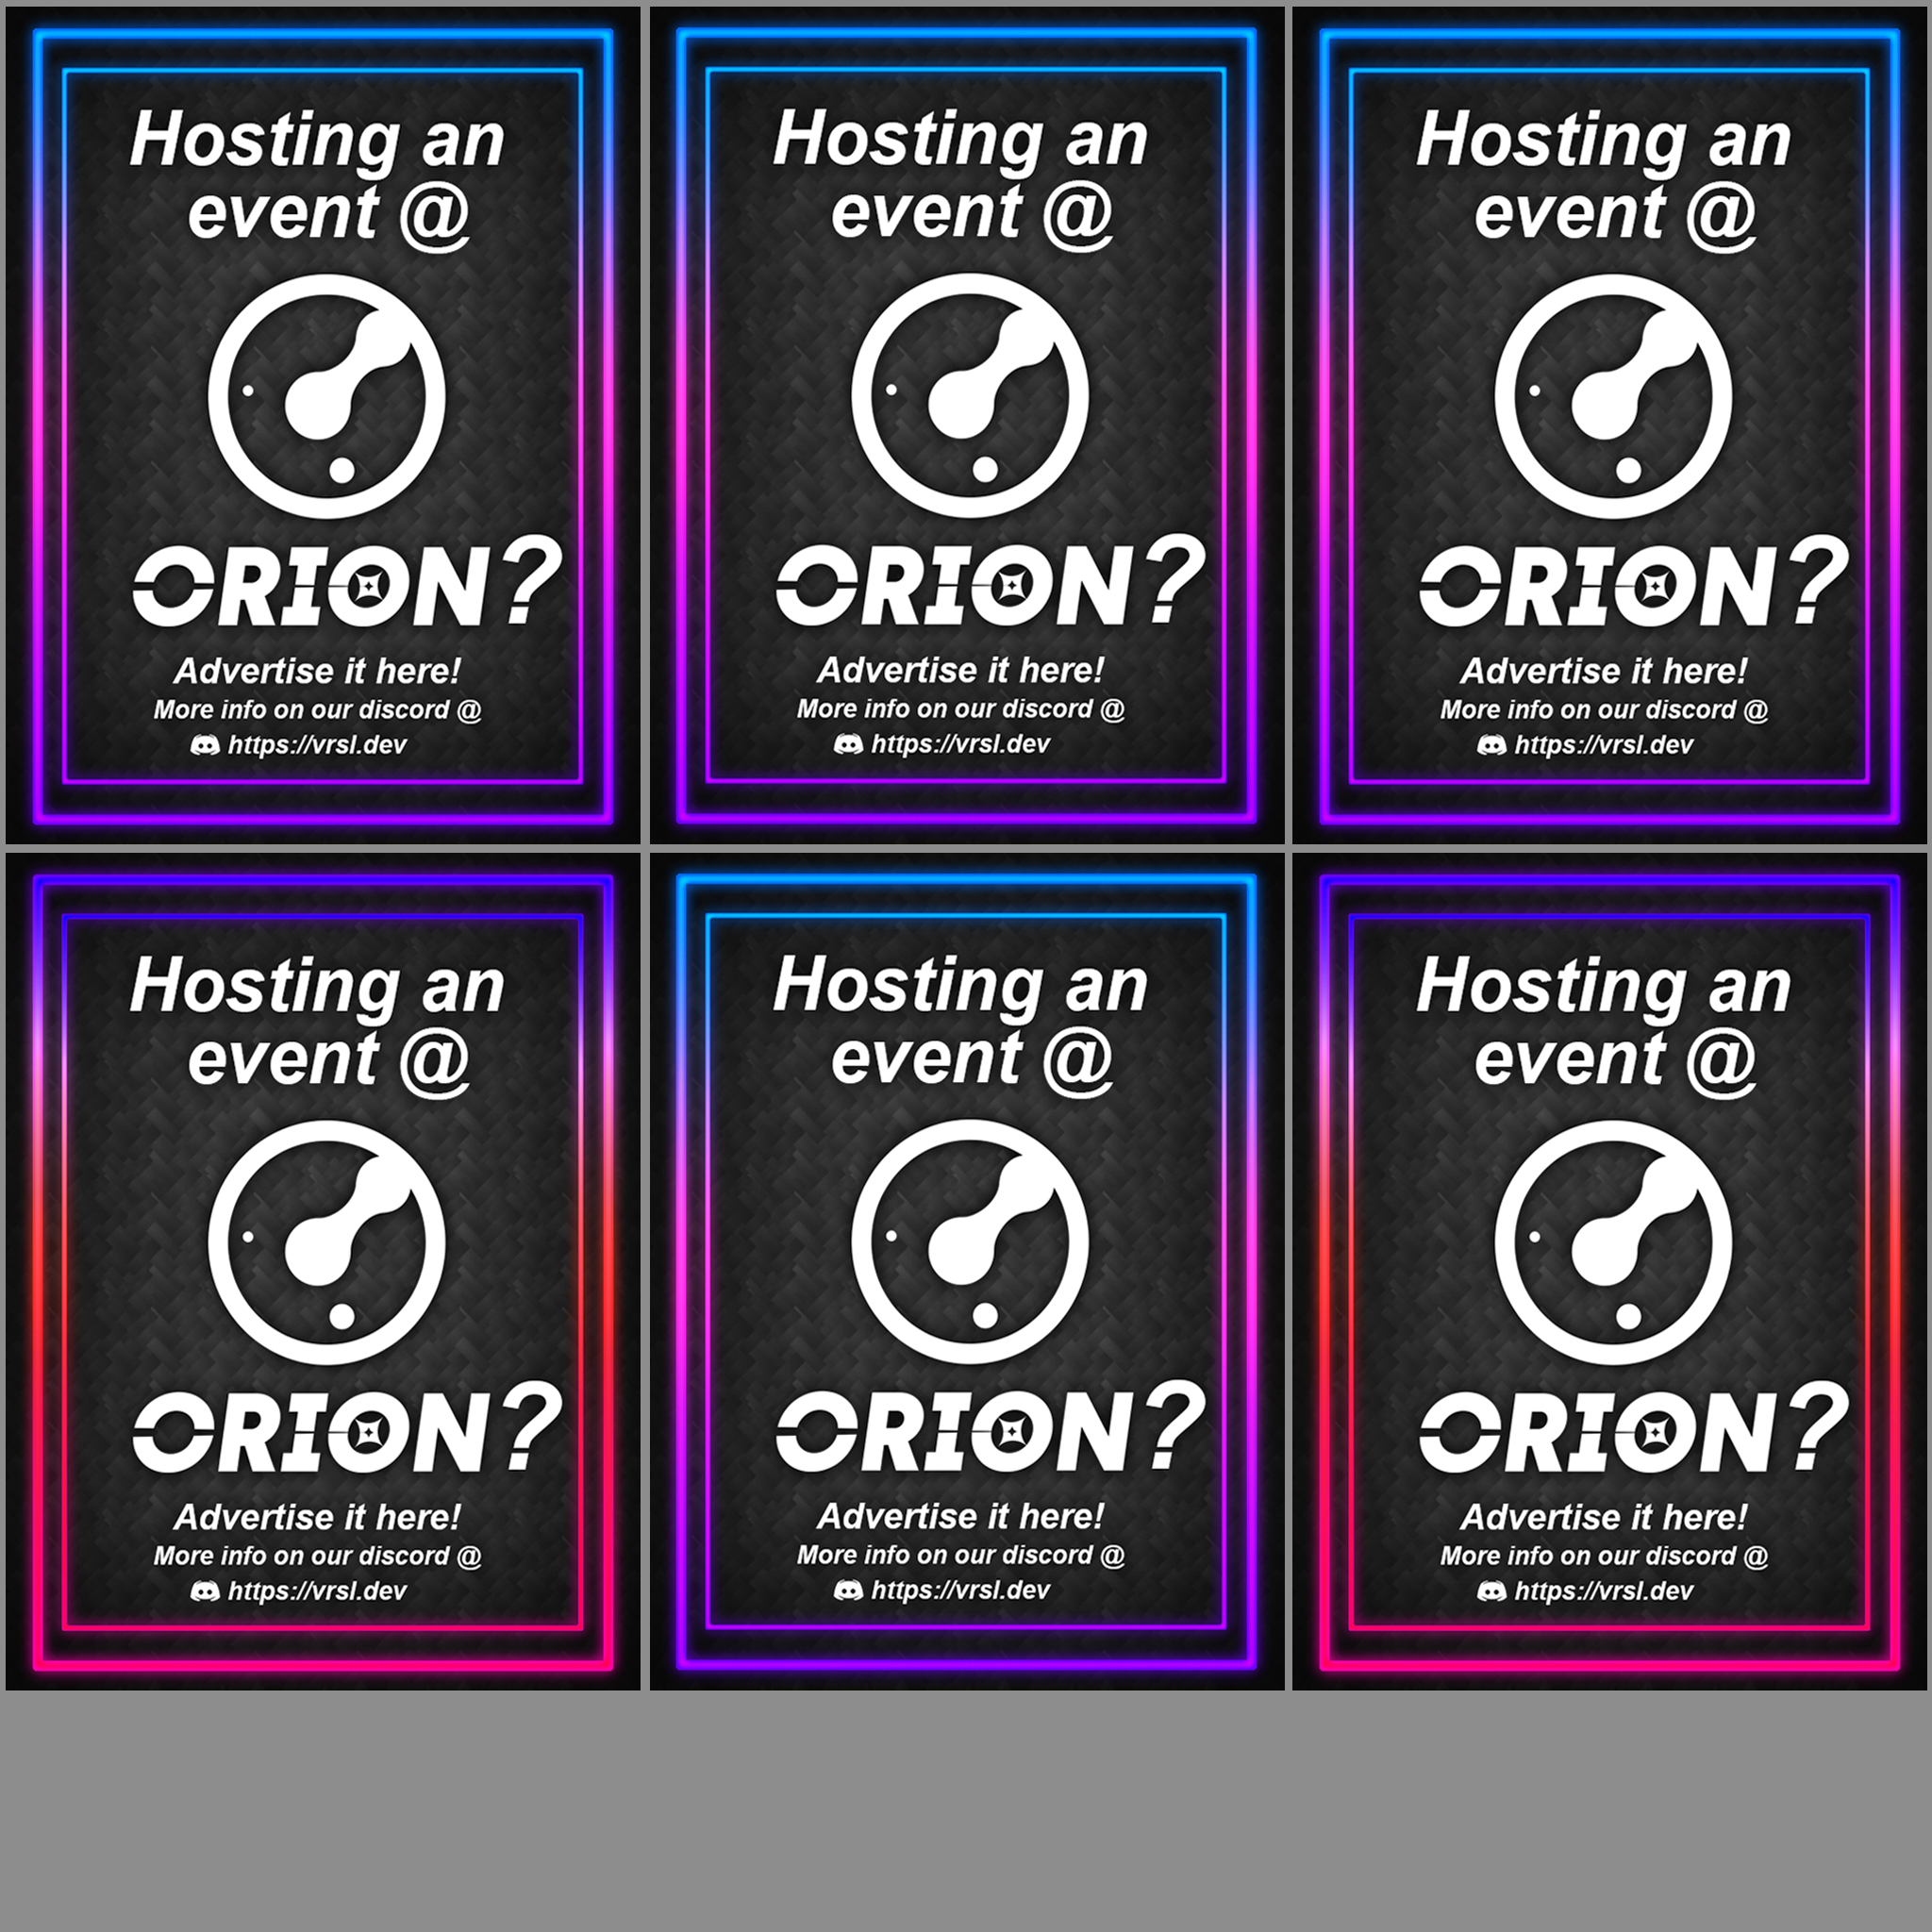 Hosting an
event @
ORION?
Advertise it here!
More info on our discord @
https://vrsl.dev
Hosting an
event @
ORION?
Advertise it here!
More info on our discord @
https://vrsl.dev
Hosting an
event @
ORION?
Advertise it here!
More info on our discord @
https://vrsl.dev
Hosting an
event @
ORION?
Advertise it here!
More info on our discord @
https://vrsl.dev
Hosting an
event @
ORION?
Advertise it here!
More info on our discord @
https://vrsl.dev
Hosting an
event @
ORION?
Advertise it here!
More info on our discord @
https://vrsl.dev